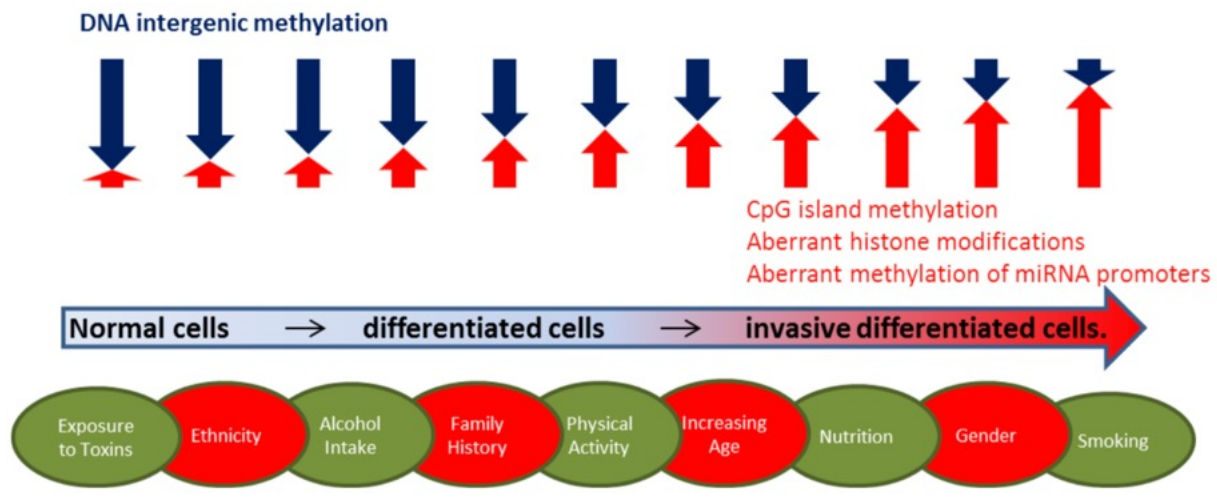 DNA intergenic methylation
CpG island methylation
Aberrant histone modifications
Aberrant methylation of miRNA promoters
Normal cells → differentiated cells → invasive differentiated cells.
Exposure
to Toxins
Ethnicity
Alcohol
Intake
Family
History
Physical
Activity
Increasing
Age
Nutrition
Gender
Smoking